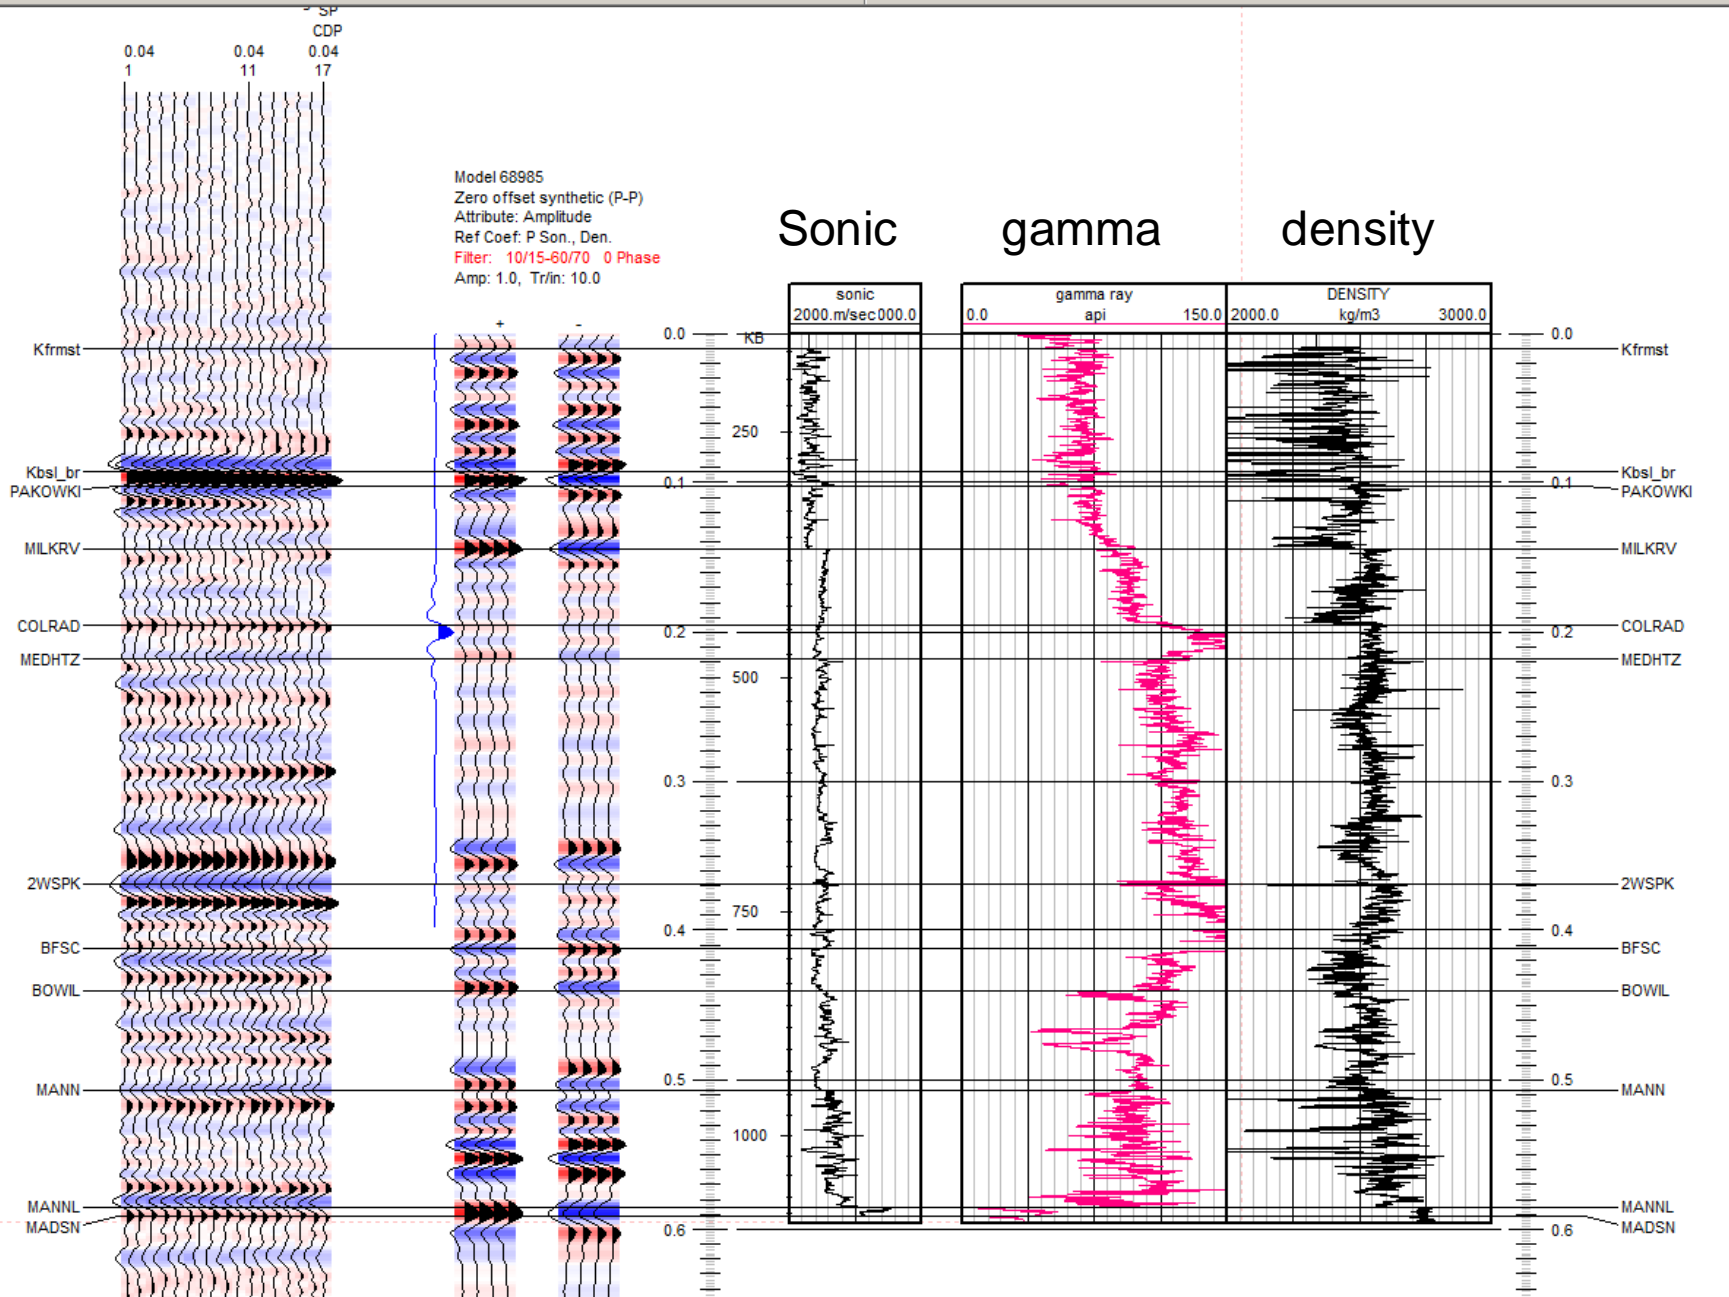 SP
CDP
0.04 0.04 0.04
1 11 17
Model 68985
Zero offset synthetic (P-P)
Attribute: Amplitude
Ref Coef: P Son., Den.
Filter: 10/15-60/70 0 Phase
Amp: 1.0, Tr/in: 10.0
Sonic gamma density
sonic gamma ray DENSITY
2000.m/sec000.0 0.0 api 150.0 2000.0 kg/m3 3000.0
+ -
0.0 KB 0.0
Kfrmst Kfrmst
250
Kbsl_br Kbsl_br
0.1 0.1
PAKOWKI PAKOWKI
MILKRV MILKRV
COLRAD COLRAD
0.2 0.2
MEDHTZ MEDHTZ
500
0.3 0.3
2WSPK 2WSPK
750
0.4 0.4
BFSC BFSC
BOWIL BOWIL
0.5 0.5
MANN MANN
1000
MANNL MANNL
MADSN MADSN
0.6 0.6